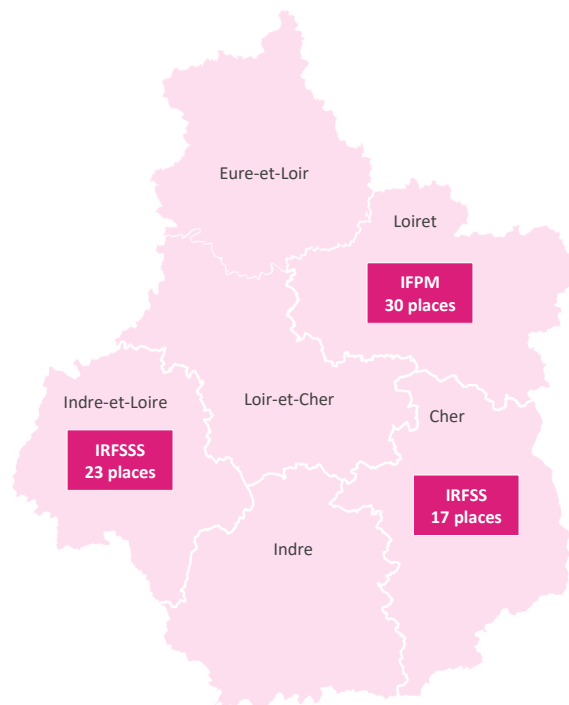 Eure-et-Loir
Loiret
IFPM
30 places
Indre-et-Loire
Loir-et-Cher
Cher
IRFSSS
23 places
IRFSS
17 places
Indre